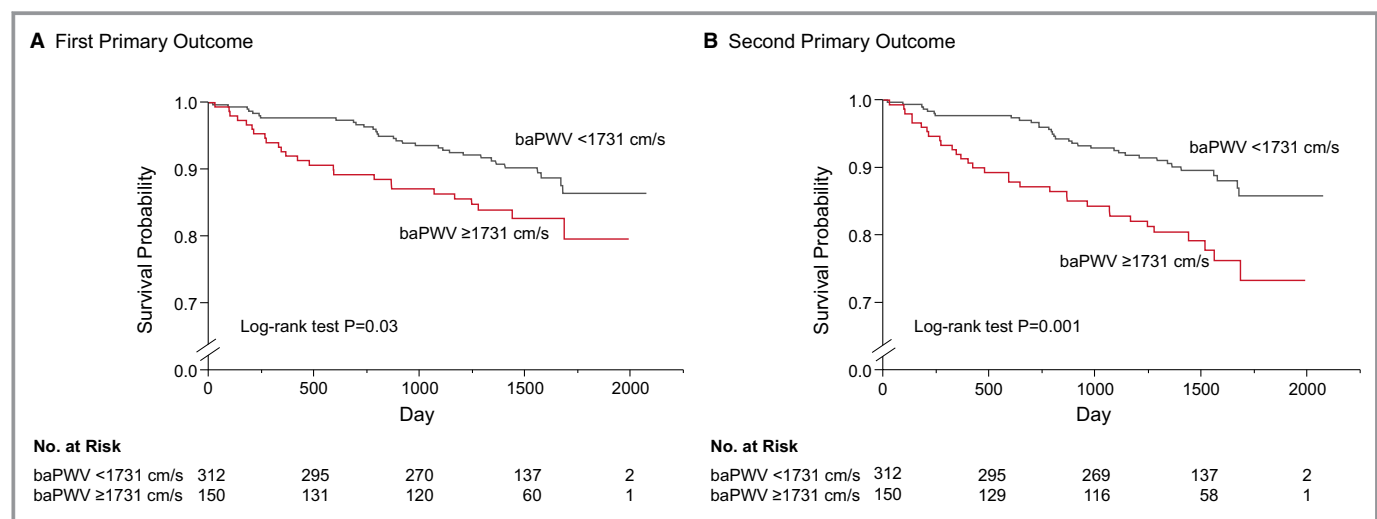 A First Primary Outcome
1.0
0.9
0.8
0.7
0.0
Survival Probability
baPWV <1731 cm/s
baPWV ≥1731 cm/s
Log-rank test P=0.03
0 500 1000 1500 2000
Day
No. at Risk
baPWV <1731 cm/s 312 295 270 137 2
baPWV ≥1731 cm/s 150 131 120 60 1
B Second Primary Outcome
1.0
0.9
0.8
0.7
0.0
Survival Probability
baPWV <1731 cm/s
baPWV ≥1731 cm/s
Log-rank test P=0.001
0 500 1000 1500 2000
Day
No. at Risk
baPWV <1731 cm/s 312 295 269 137 2
baPWV ≥1731 cm/s 150 129 116 58 1